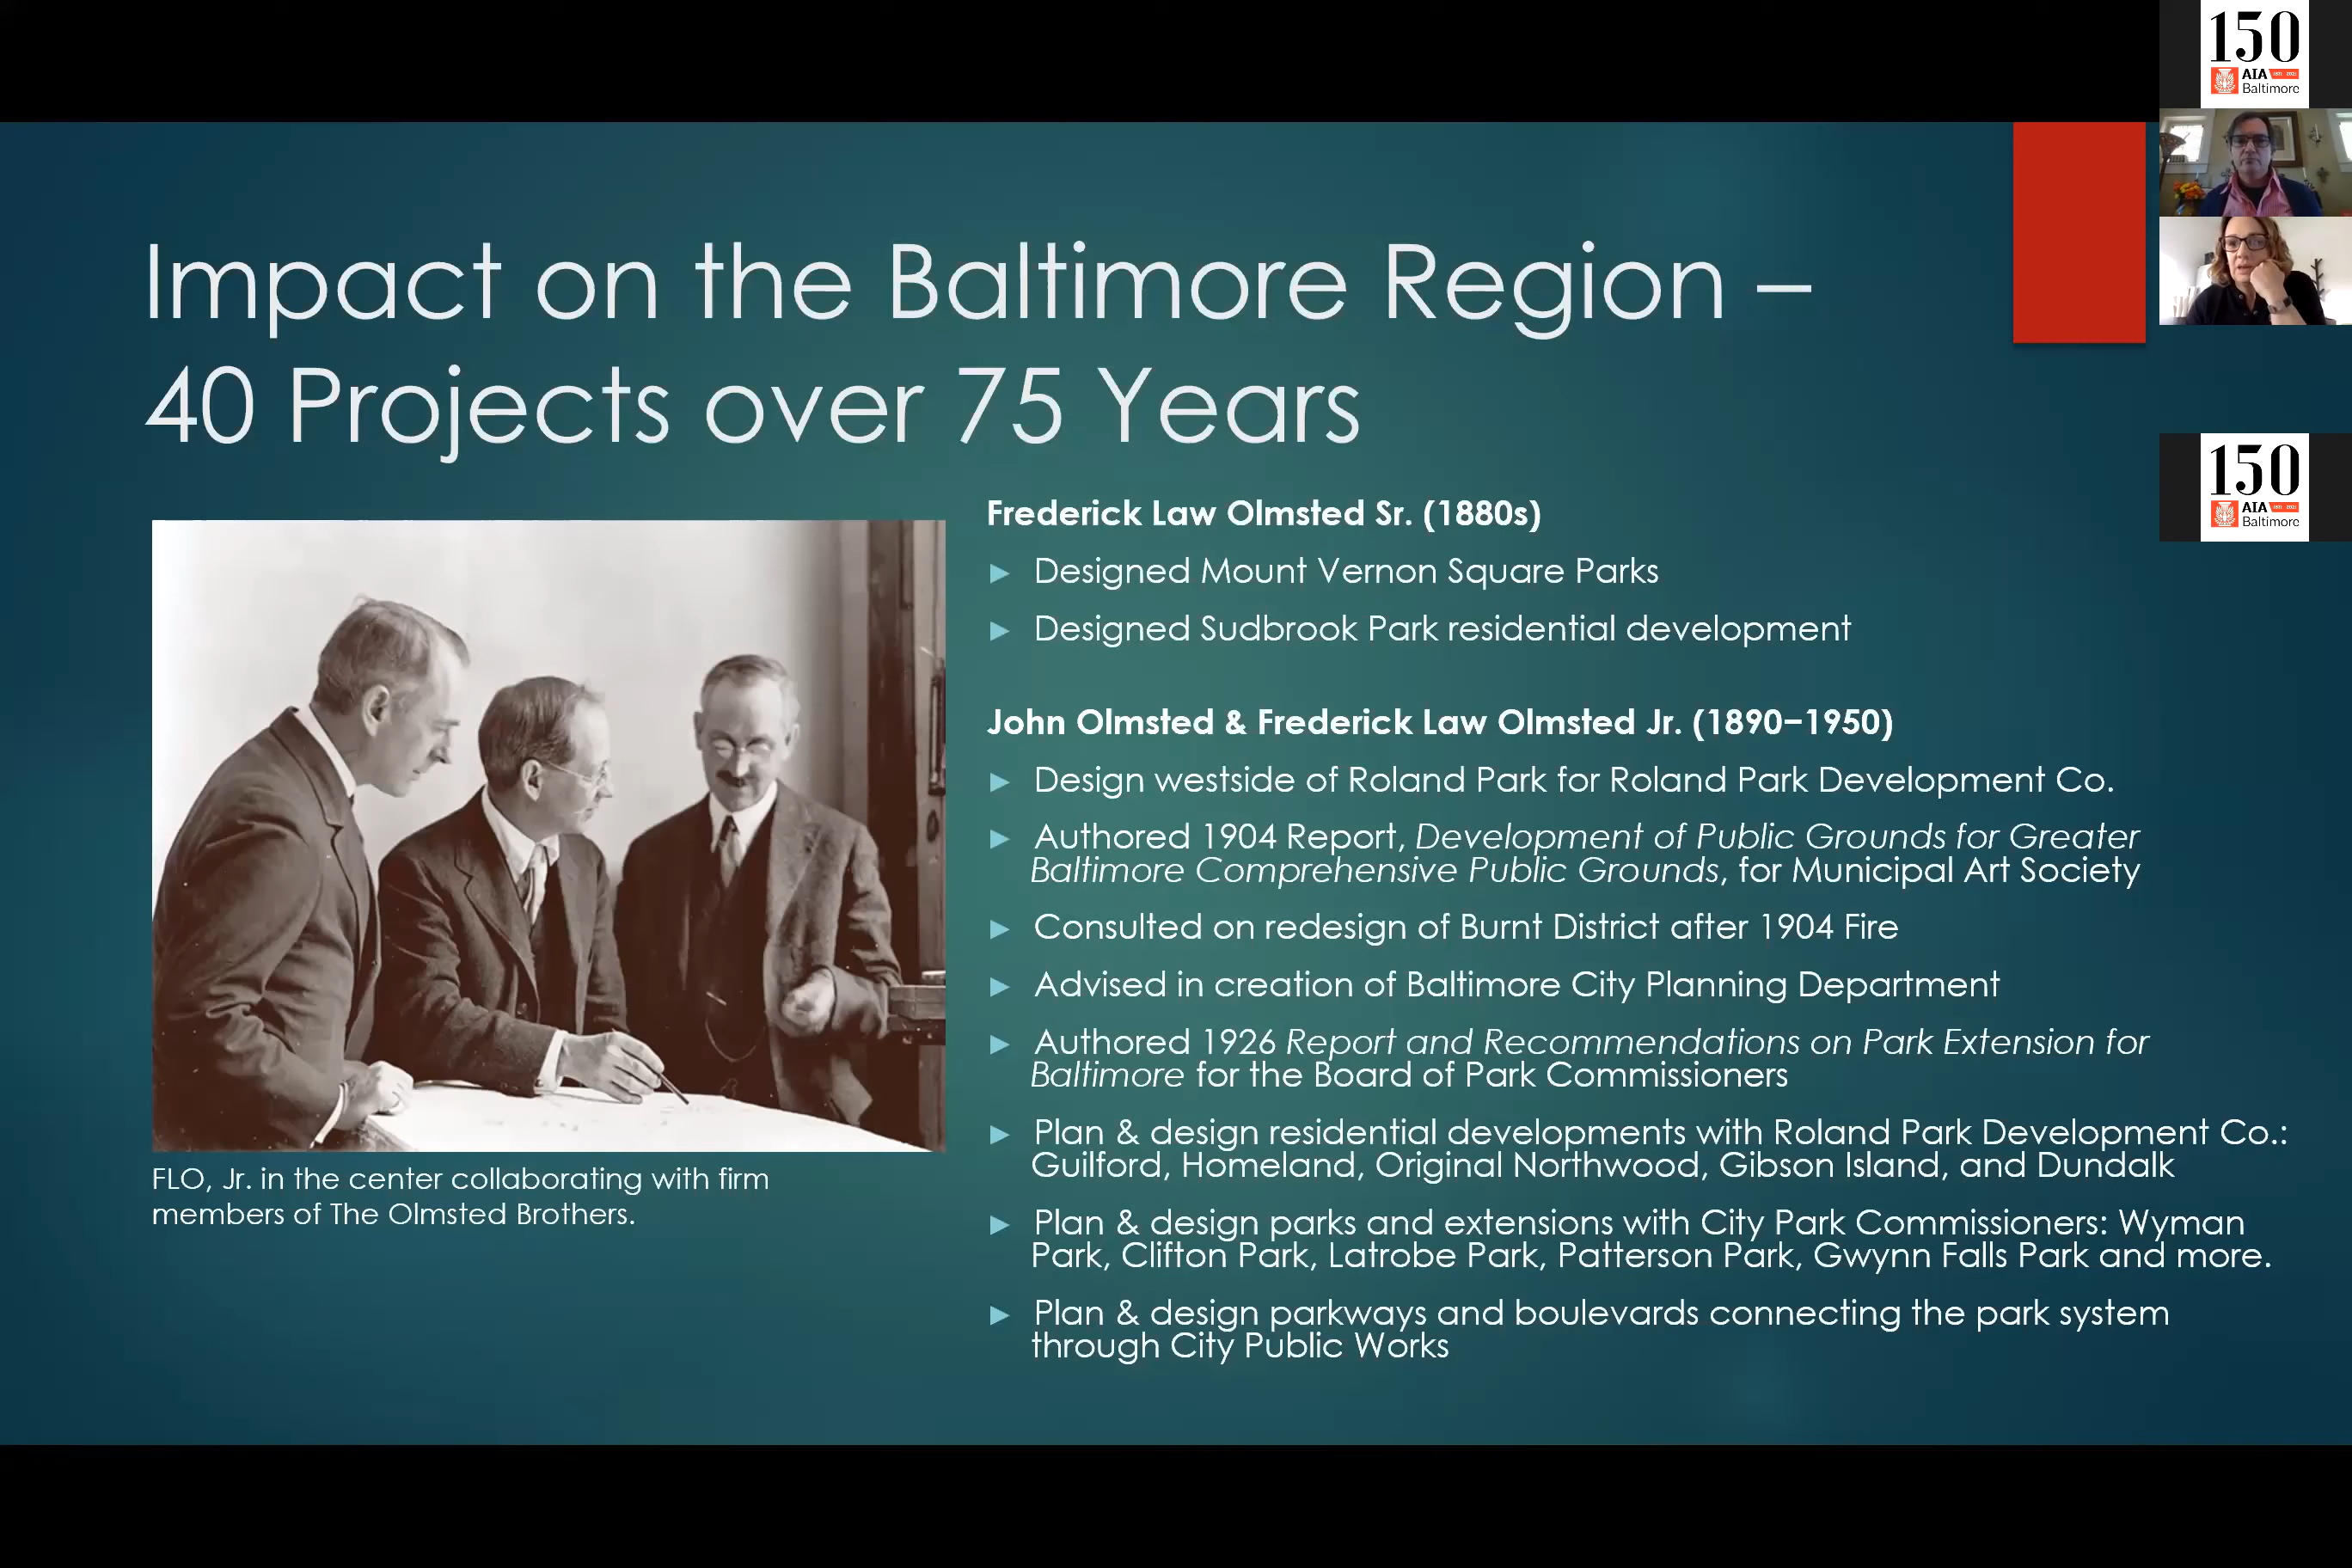 150
AIA
Baltimore
Impact on the Baltimore Region –
40 Projects over 75 Years
150
AIA
Baltimore
Frederick Law Olmsted Sr. (1880s)
Designed Mount Vernon Square Parks
Designed Sudbrook Park residential development
John Olmsted & Frederick Law Olmsted Jr. (1890–1950)
Design westside of Roland Park for Roland Park Development Co.
Authored 1904 Report, Development of Public Grounds for Greater
Baltimore Comprehensive Public Grounds, for Municipal Art Society
Consulted on redesign of Burnt District after 1904 Fire
Advised in creation of Baltimore City Planning Department
Authored 1926 Report and Recommendations on Park Extension for
Baltimore for the Board of Park Commissioners
Plan & design residential developments with Roland Park Development Co.:
Guilford, Homeland, Original Northwood, Gibson Island, and Dundalk
Plan & design parks and extensions with City Park Commissioners: Wyman
Park, Clifton Park, Latrobe Park, Patterson Park, Gwynn Falls Park and more.
Plan & design parkways and boulevards connecting the park system
through City Public Works
FLO, Jr. in the center collaborating with firm
members of The Olmsted Brothers.